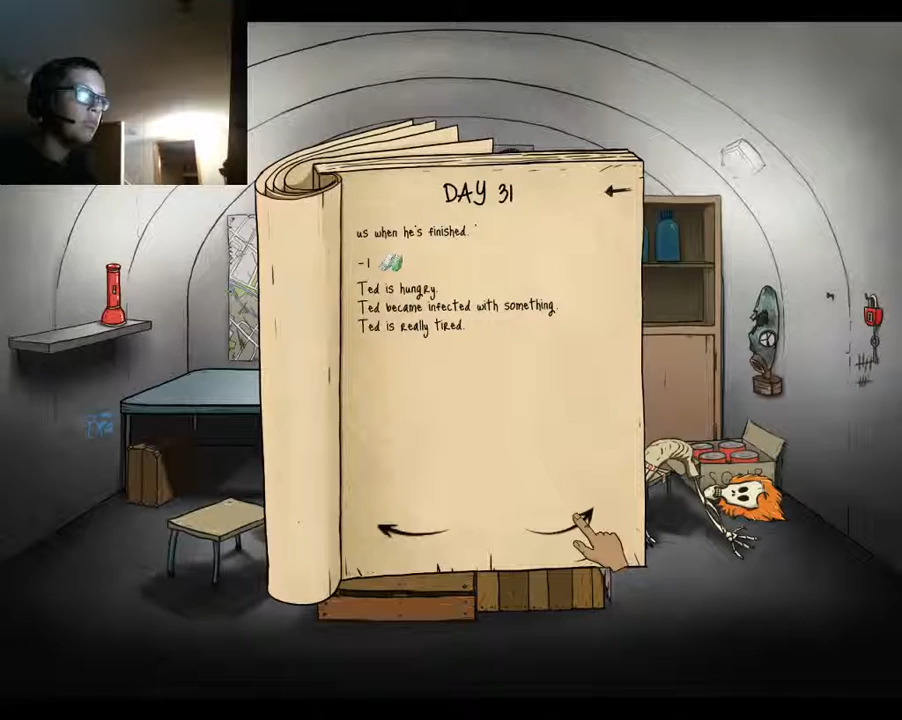 DAY 31
us when he's finished.
-1
Ted is hungry.
Ted became infected with something.
Ted is really tired.